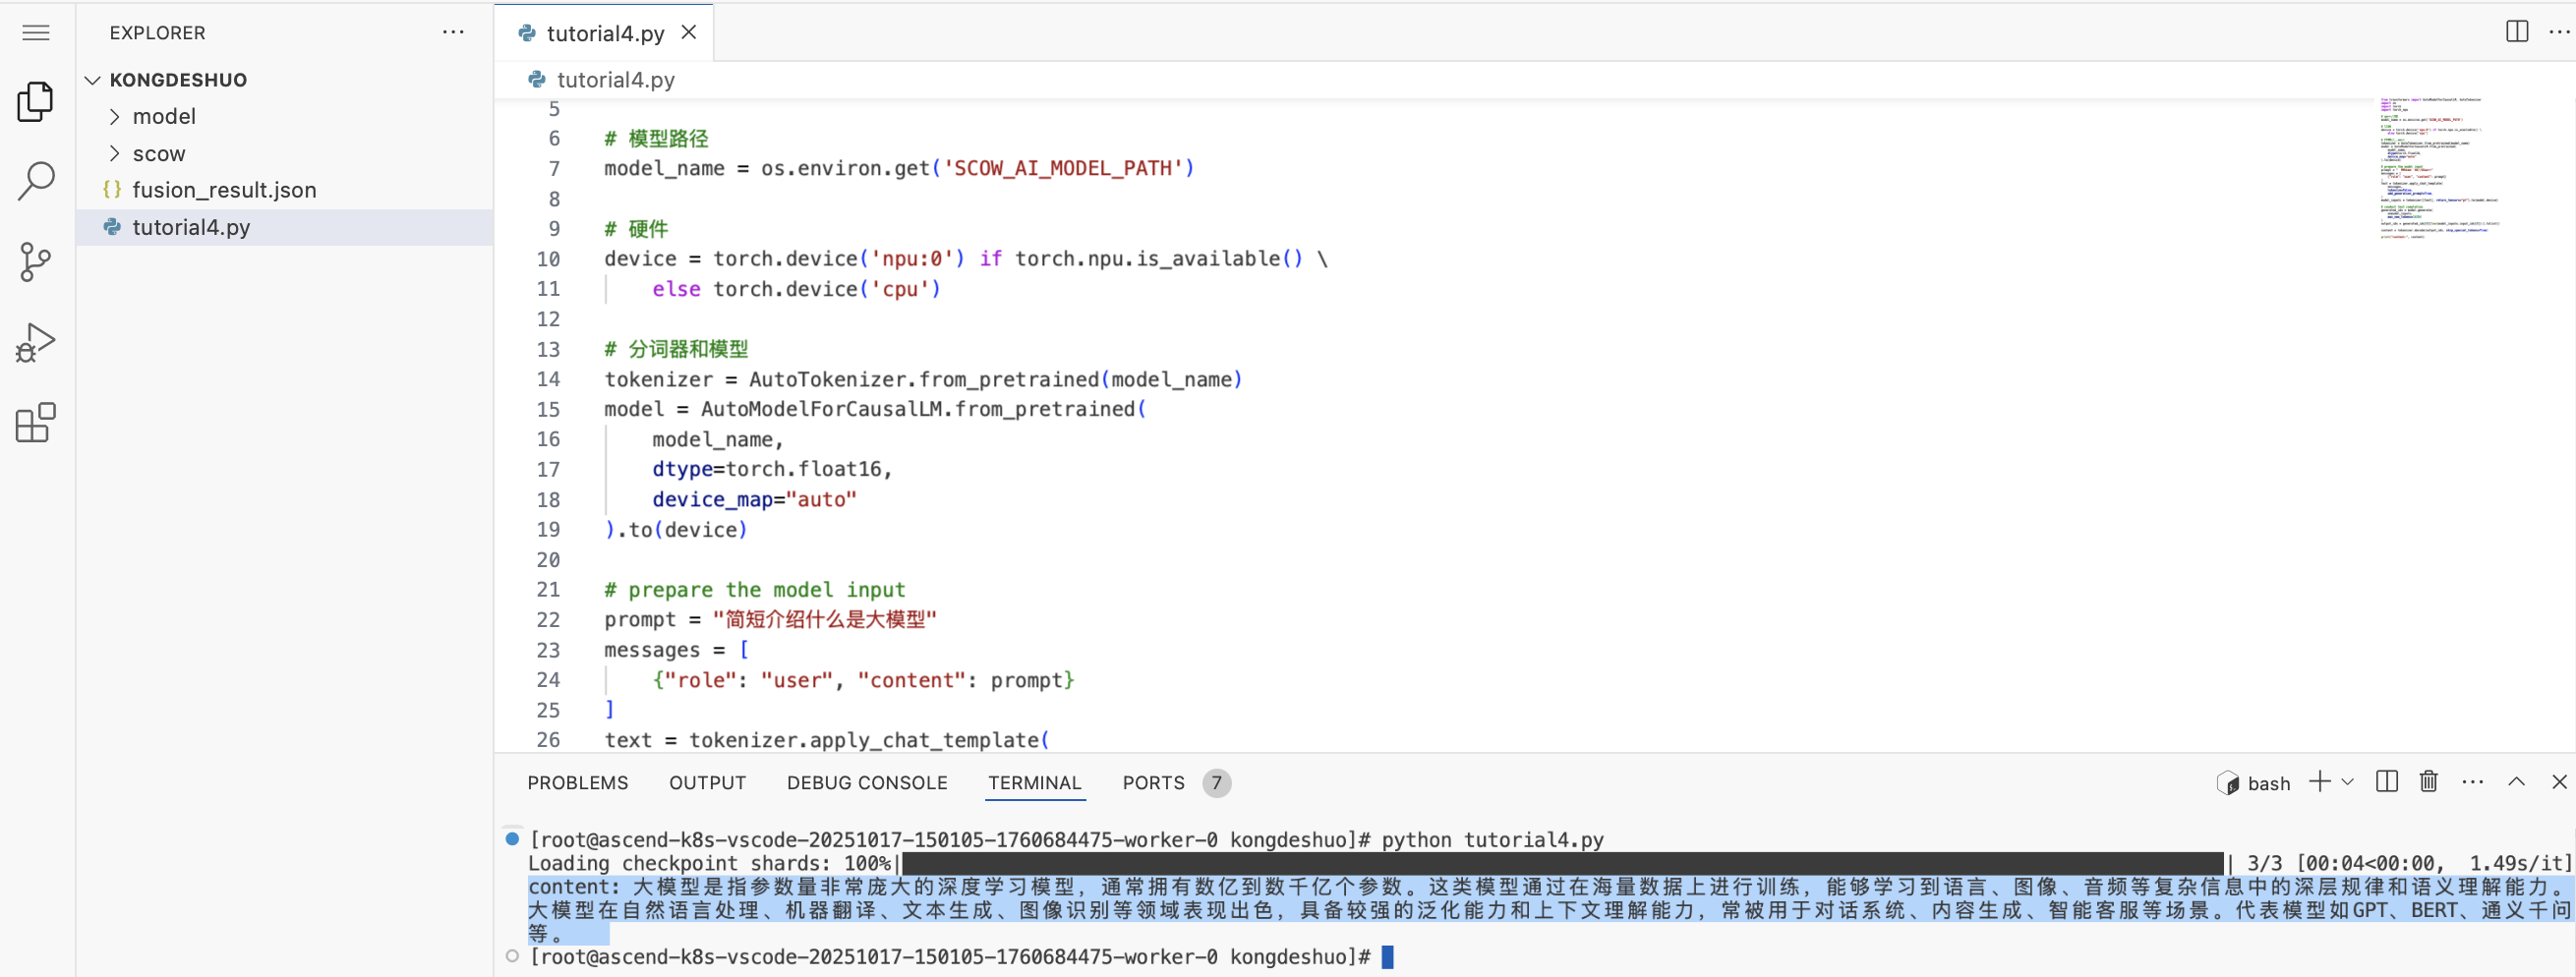 EXPLORER
KONGDESHUO
model
scow
fusion_result.json
tutorial4.py
tutorial4.py
tutorial4.py
5
6 # 模型路径
7 model_name = os.environ.get('SCOW_AI_MODEL_PATH')
8
9 # 硬件
10 device = torch.device('npu:0') if torch.npu.is_available() \
11 else torch.device('cpu')
12
13 # 分词器和模型
14 tokenizer = AutoTokenizer.from_pretrained(model_name)
15 model = AutoModelForCausalLM.from_pretrained(
16 model_name,
17 dtype=torch.float16,
18 device_map="auto"
19 ).to(device)
20
21 # prepare the model input
22 prompt = "简短介绍什么是大模型"
23 messages = [
24 {"role": "user", "content": prompt}
25 ]
26 text = tokenizer.apply_chat_template(
PROBLEMS OUTPUT DEBUG CONSOLE TERMINAL PORTS 7
bash
[root@ascend-k8s-vscode-20251017-150105-1760684475-worker-0 kongdeshuo]# python tutorial4.py
Loading checkpoint shards: 100%| | 3/3 [00:04<00:00, 1.49s/it]
content: 大模型是指参数量非常庞大的深度学习模型，通常拥有数亿到数千亿个参数。这类模型通过在海量数据上进行训练，能够学习到语言、图像、音频等复杂信息中的深层规律和语义理解能力。
大模型在自然语言处理、机器翻译、文本生成、图像识别等领域表现出色，具备较强的泛化能力和上下文理解能力，常被用于对话系统、内容生成、智能客服等场景。代表模型如GPT、BERT、通义千问
等。
[root@ascend-k8s-vscode-20251017-150105-1760684475-worker-0 kongdeshuo]#